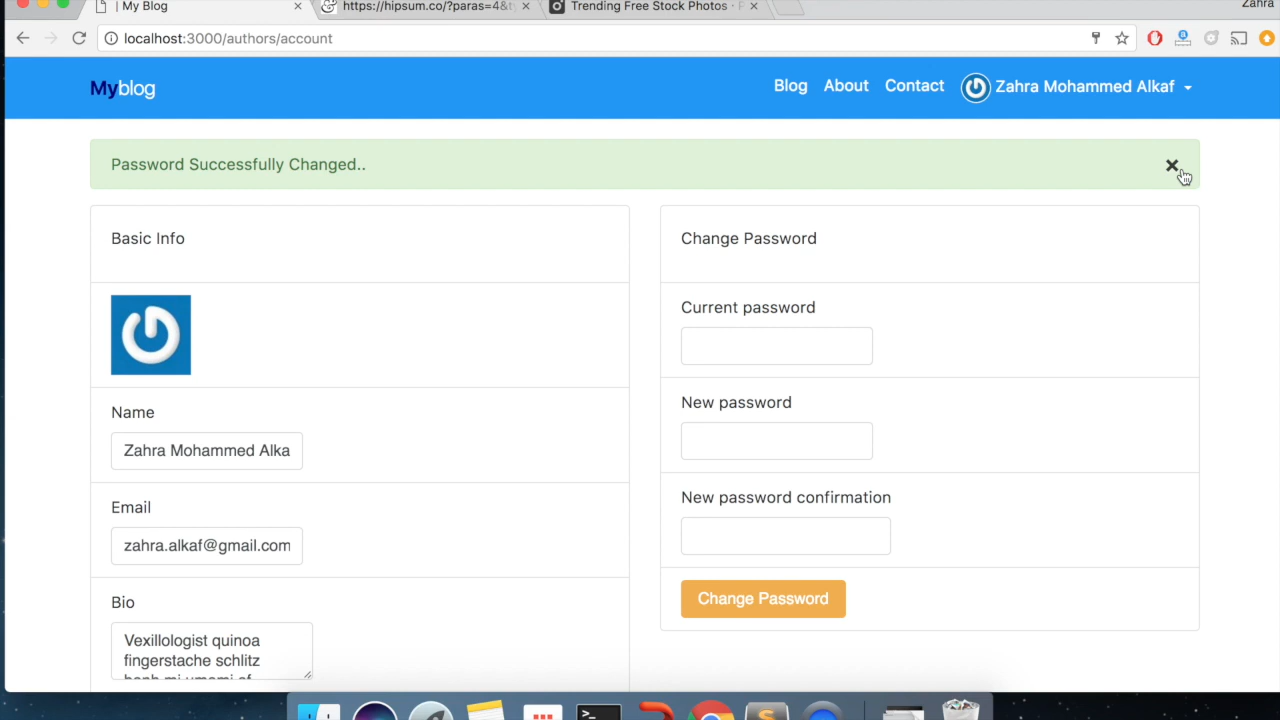 My Blog
https://hipsum.co/?paras=4&ty
Trending Free Stock Photos · P
Zahra
localhost:3000/authors/account
Myblog
Blog
About
Contact
Zahra Mohammed Alkaf
Password Successfully Changed..
Basic Info
Name
Zahra Mohammed Alka
Email
zahra.alkaf@gmail.com
Bio
Vexillologist quinoa
fingerstache schlitz
Change Password
Current password
New password
New password confirmation
Change Password